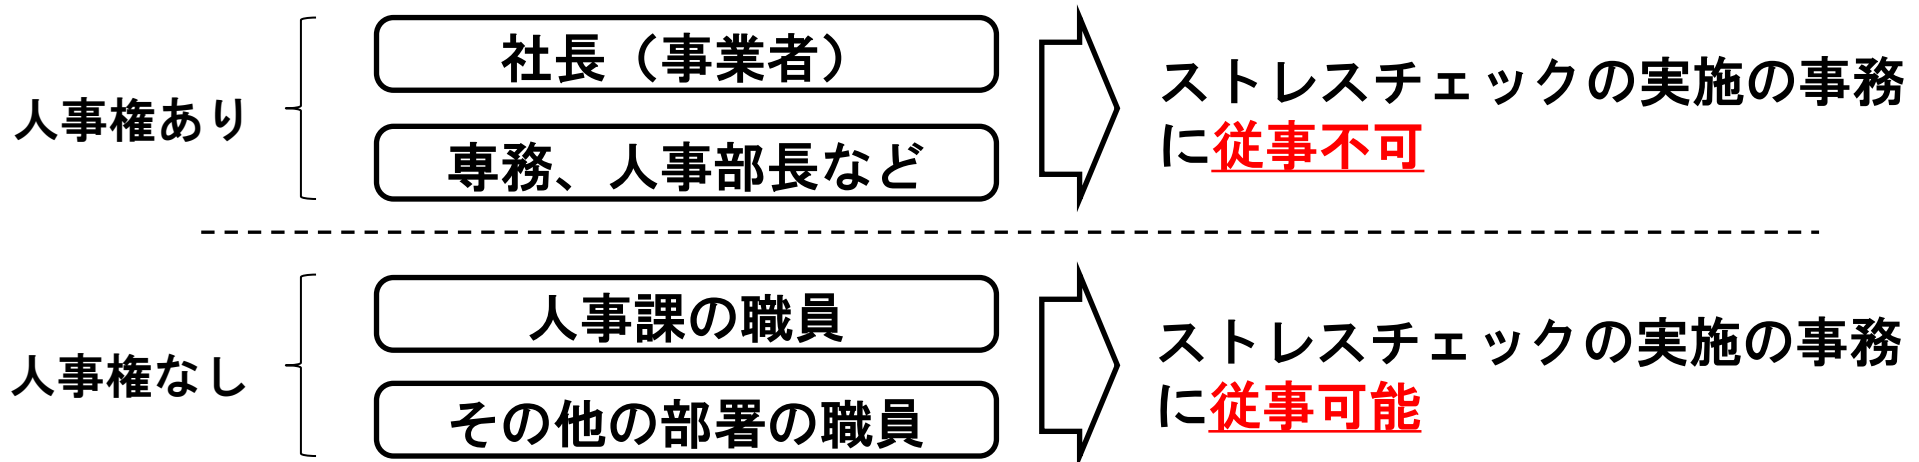 人事権あり
社長（事業者）
専務、人事部長など
ストレスチェックの実施の事務
に従事不可
人事権なし
人事課の職員
その他の部署の職員
ストレスチェックの実施の事務
に従事可能